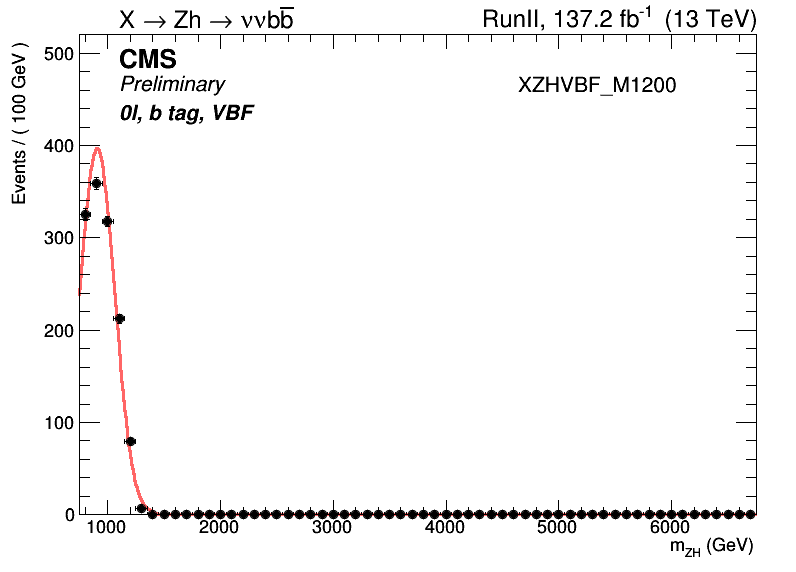 X → Zh → ννbb̅
RunII, 137.2 fb⁻¹ (13 TeV)
CMS
Preliminary
0l, b tag, VBF
XZHVBF_M1200
Events / ( 100 GeV )
500
400
300
200
100
0
1000 2000 3000 4000 5000 6000
m_ZH (GeV)